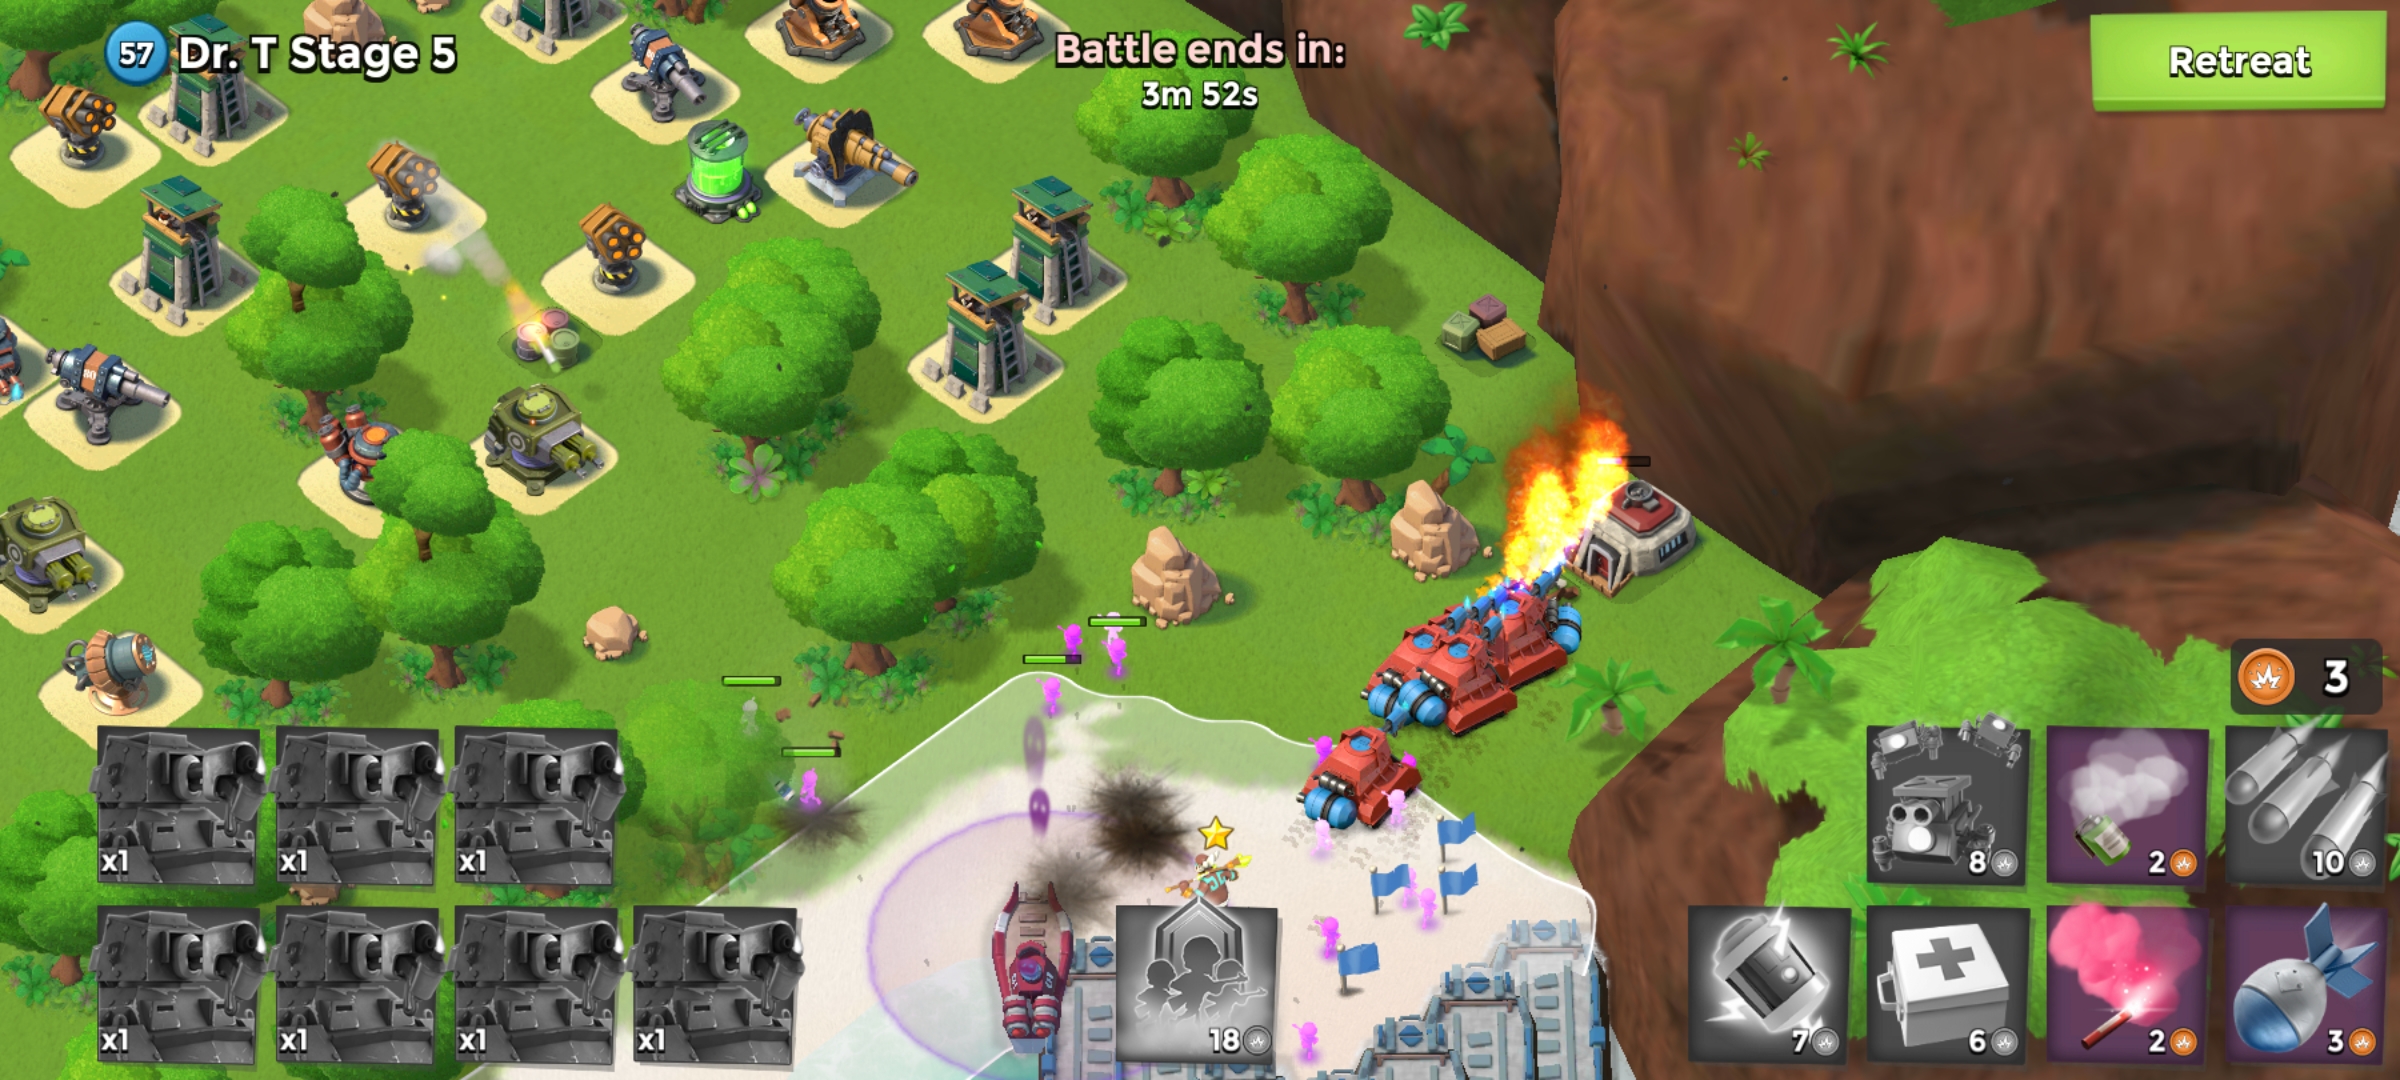 57 Dr. T Stage 5
Battle ends in:
3m 52s
Retreat
3
8
2
10
x1
x1
x1
x1
x1
x1
x1
18
7
6
2
3